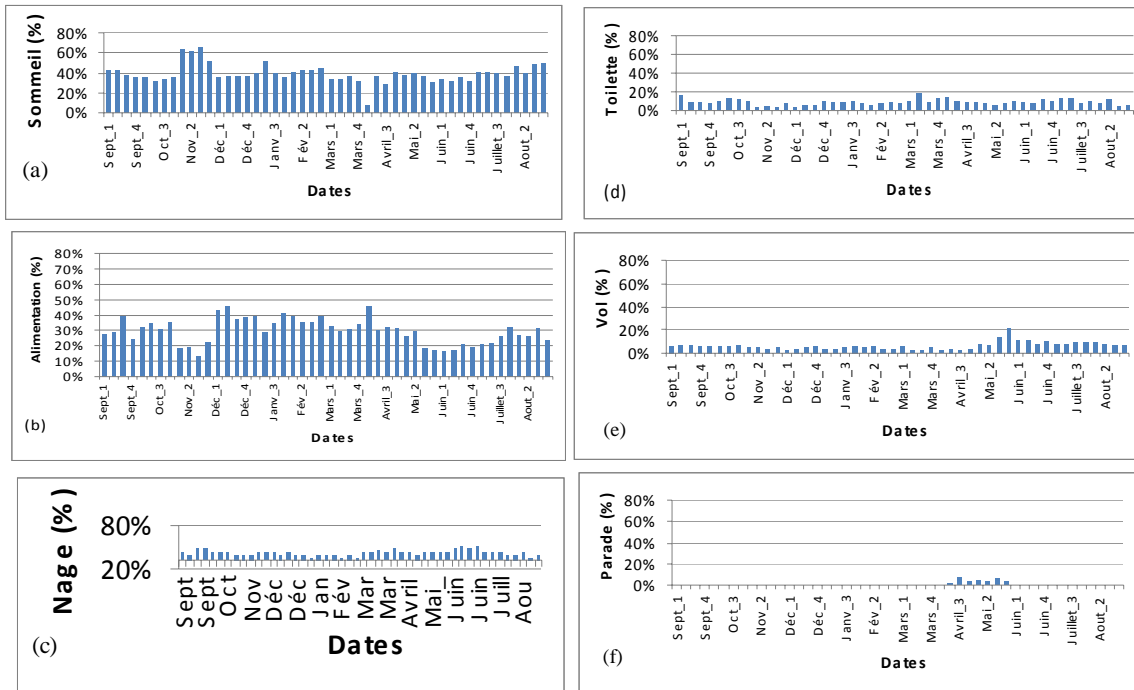 Sommeil (%)
80%
60%
40%
20%
0%
Sept_1
Sept_4
Oct_3
Nov_2
Déc_1
Déc_4
Janv_3
Févi_2
Mars_1
Mars_4
Avril_3
Mai_2
Juin_1
Juin_4
Juillet_3
Aout_2
Dates
(a)
Alimentation (%)
80%
70%
60%
50%
40%
30%
20%
10%
0%
Sept_1
Sept_4
Oct_3
Nov_2
Déc_1
Déc_4
Janv_3
Fév_2
Mars_1
Mars_4
Avril_3
Mai_2
Juin_1
Juin_4
Juillet_3
Aout_2
Dates
(b)
Nage (%)
80%
20%
Sept
Sept
Oct
Nov
Déc
Déc
Jan
Fév
Mar
Mar
Avril
Mai_
Juin
Juin
Juill
Aou
Dates
(c)
Toilette (%)
80%
60%
40%
20%
0%
Sept_1
Sept_4
Oct_3
Nov_2
Déc_1
Déc_4
Janv_3
Fév_2
Mars_1
Mars_4
Avril_3
Mai_2
Juin_1
Juin_4
Juillet_3
Aout_2
Dates
(d)
Vol (%)
80%
60%
40%
20%
0%
Sept_1
Sept_4
Oct_3
Nov_2
Déc_1
Déc_4
Janv_3
Fév_2
Mars_1
Mars_4
Avril_3
Mai_2
Juin_1
Juin_4
Juillet_3
Aout_2
Dates
(e)
Parade (%)
80%
60%
40%
20%
0%
Sept_1
Sept_4
Oct_3
Nov_2
Déc_1
Déc_4
Janv_3
Fév_2
Mars_1
Mars_4
Avril_3
Mai_2
Juin_1
Juin_4
Juillet_3
Aout_2
Dates
(f)